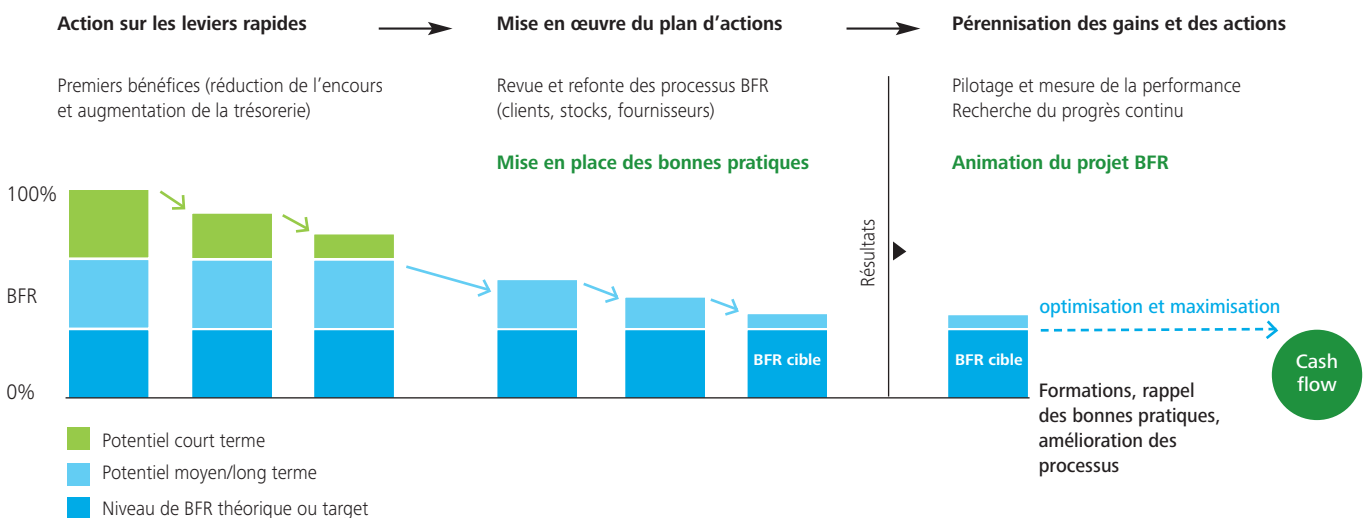 Action sur les leviers rapides
Mise en œuvre du plan d’actions
Pérennisation des gains et des actions
Premiers bénéfices (réduction de l’encours
et augmentation de la trésorerie)
Revue et refonte des processus BFR
(clients, stocks, fournisseurs)
Pilotage et mesure de la performance
Recherche du progrès continu
Mise en place des bonnes pratiques
Animation du projet BFR
100%
BFR
0%
Résultats
BFR cible
BFR cible
optimisation et maximisation
Cash
flow
Formations, rappel
des bonnes pratiques,
amélioration des
processus
Potentiel court terme
Potentiel moyen/long terme
Niveau de BFR théorique ou target